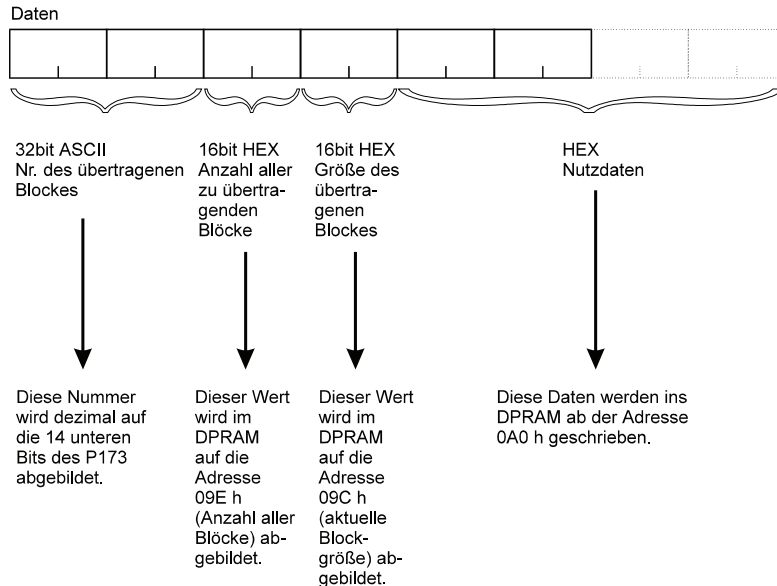 Daten
32bit ASCII
Nr. des übertragenen
Blockes
16bit HEX
Anzahl aller
zu übertra-
genden
Blöcke
16bit HEX
Größe des
übertra-
genen
Blockes
HEX
Nutzdaten
Diese Nummer
wird dezimal auf
die 14 unteren
Bits des P173
abgebildet.
Dieser Wert
wird im
DPRAM
auf die
Adresse
09E h
(Anzahl aller
Blöcke) ab-
gebildet.
Dieser Wert
wird im
DPRAM
auf die
Adresse
09C h
(aktuelle
Block-
größe) ab-
gebildet.
Diese Daten werden ins
DPRAM ab der Adresse
0A0 h geschrieben.